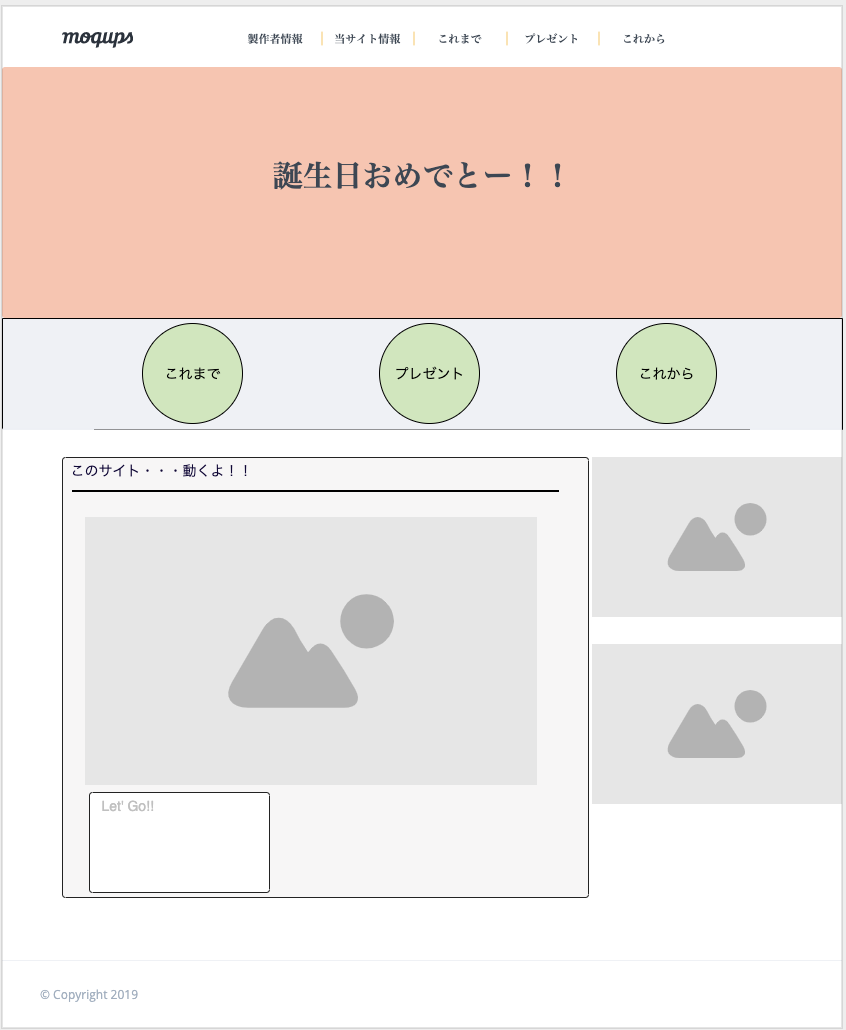 moqups
製作者情報
当サイト情報
これまで
プレゼント
これから
誕生日おめでとー！！
これまで
プレゼント
これから
このサイト・・・動くよ！！
Let' Go!!
© Copyright 2019